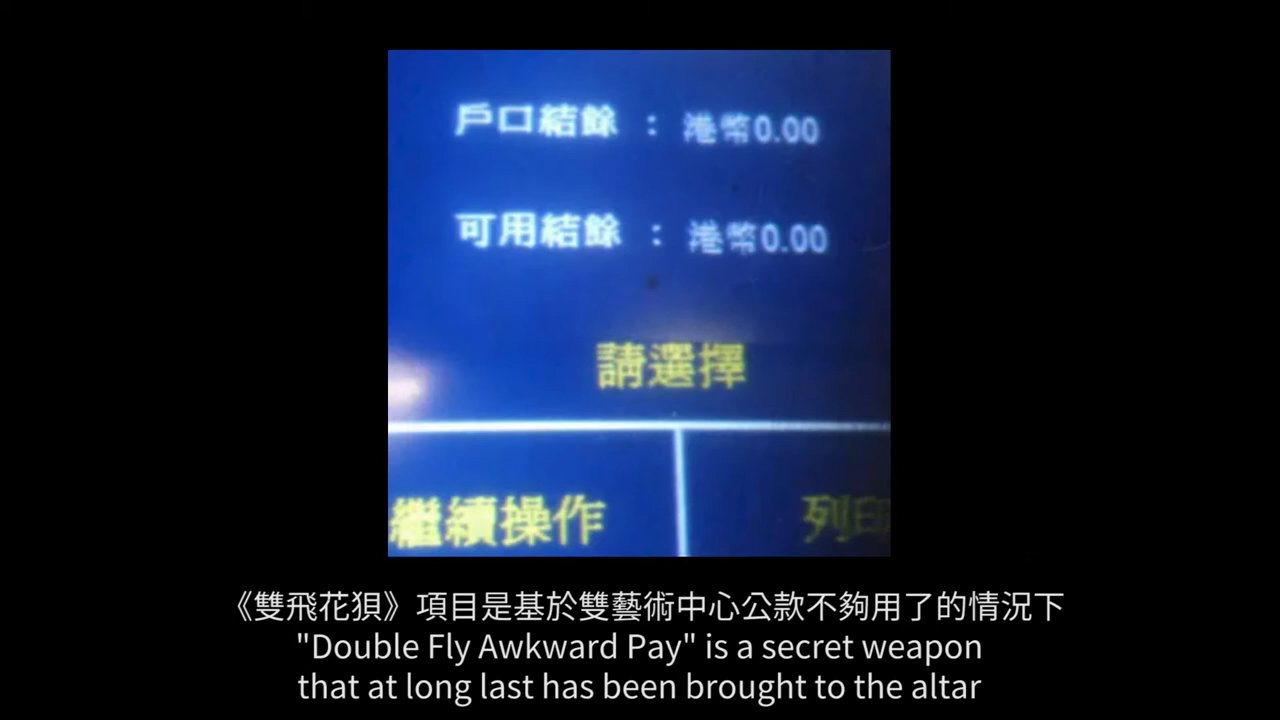 戶口結餘 : 港幣0.00
可用結餘 : 港幣0.00
請選擇
繼續操作 列印
《雙飛花狽》項目是基於雙藝術中心公款不夠用了的情況下
"Double Fly Awkward Pay" is a secret weapon
that at long last has been brought to the altar